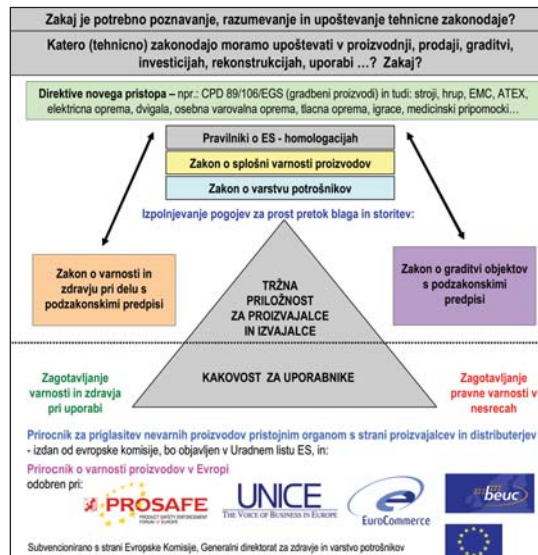 Zakaj je potrebno poznavanje, razumevanje in upoštevanje tehnicne zakonodaje?
Katero (tehnicno) zakonodajo moramo upoštevati v proizvodnji, prodaji, graditvi,
investicijah, rekonstrukcijah, uporabi …? Zakaj?
Direktive novega pristopa – npr.: CPD 89/106/EGS (gradbeni proizvodi) in tudi: stroji, hrup, EMC, ATEX,
elektricna oprema, dvigala, osebna varovalna oprema, tlacna oprema, igrace, medicinski pripomocki…
Pravilniki o ES - homologacijah
Zakon o splošni varnosti proizvodov
Zakon o varstvu potrošnikov
Izpolnjevanje pogojev za prost pretok blaga in storitev:
Zakon o varnosti in
zdravju pri delu s
podzakonskimi predpisi
TRŽNA
PRILOŽNOST
ZA PROIZVAJALCE
IN IZVAJALCE
Zakon o graditvi objektov
s podzakonskimi
predpisi
Zagotavljanje
varnosti in zdravja
pri uporabi
KAKOVOST ZA UPORABNIKE
Zagotavljanje
pravne varnosti v
nesrecah
Prirocnik za priglasitev nevarnih proizvodov pristojnim organom s strani proizvajalcev in distributerjev
- izdan od evropske komisije, bo objavljen v Uradnem listu ES, in:
Prirocnik o varnosti proizvodov v Evropi
odobren pri:
PROSAFE
PRODUCT SAFETY ENFORCEMENT
FORUM of EUROPE
UNICE
THE VOICE OF BUSINESS IN EUROPE
EuroCommerce
beuc
Subvencionirano s strani Evropske Komisije, Generalni direktorat za zdravje in varstvo potrošnikov